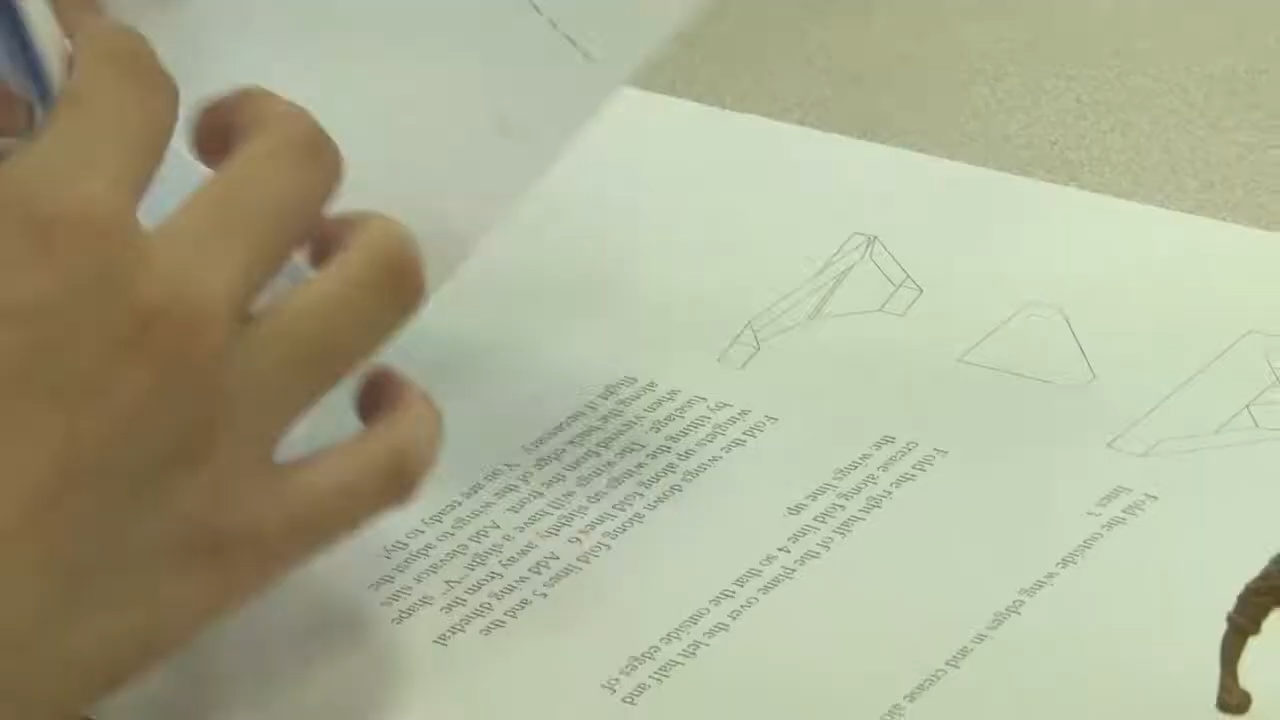 Fold the outside wing edges in and crease
lines 3
Fold the right half of the plane over the left half and
crease along fold line 4 so that the outside edges of
the wings line up
Fold the wings down along fold lines 5 and the
winglets up along fold line 6. Add wing dihedral
by tilting the wings up slightly away from the
fuselage. The wings will have a slight "V" shape
when viewed from the front. Add elevator slits
along the back edge of the wings to adjust the
flight if necessary. You are ready to fly!